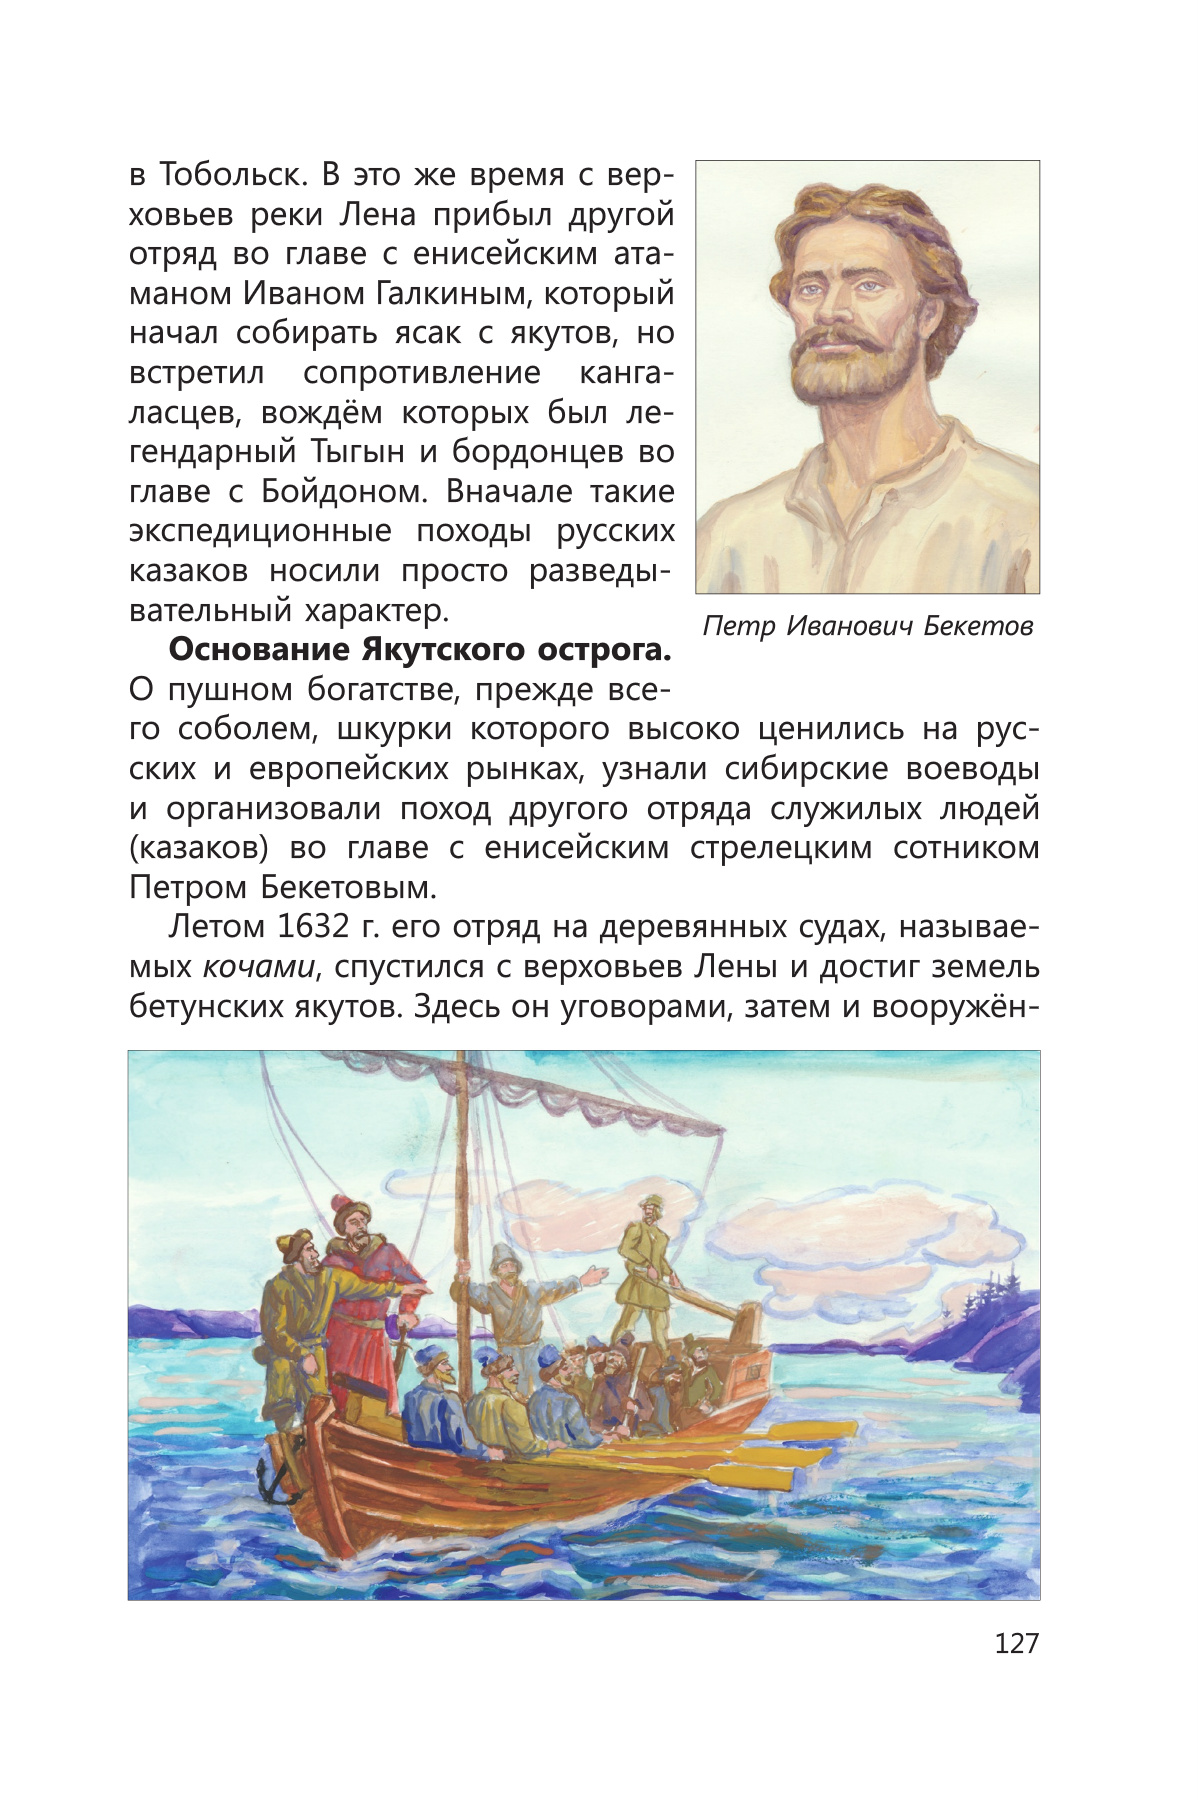 в Тобольск. В это же время с вер-
ховьев реки Лена прибыл другой
отряд во главе с енисейским ата-
маном Иваном Галкиным, который
начал собирать ясак с якутов, но
встретил сопротивление канга-
ласцев, вождём которых был ле-
гендарный Тыгын и бордонцев во
главе с Бойдоном. Вначале такие
экспедиционные походы русских
казаков носили просто разведы-
вательный характер.
Петр Иванович Бекетов
Основание Якутского острога.
О пушном богатстве, прежде все-
го соболем, шкурки которого высоко ценились на рус-
ских и европейских рынках, узнали сибирские воеводы
и организовали поход другого отряда служилых людей
(казаков) во главе с енисейским стрелецким сотником
Петром Бекетовым.
Летом 1632 г. его отряд на деревянных судах, называе-
мых кочами, спустился с верховьев Лены и достиг земель
бетунских якутов. Здесь он уговорами, затем и вооружён-
127